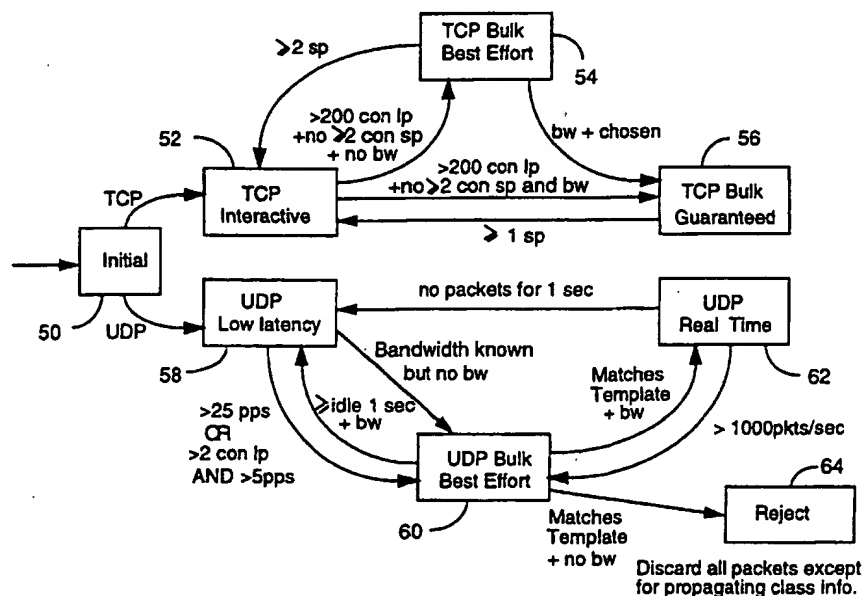 TCP Bulk
Best Effort
54
≥2 sp
>200 con lp
+no ≥2 con sp
+ no bw
bw + chosen
52
56
TCP
TCP
Interactive
>200 con lp
+no ≥2 con sp and bw
TCP Bulk
Guaranteed
≥ 1 sp
Initial
50
UDP
UDP
Low latency
58
no packets for 1 sec
UDP
Real Time
62
Bandwidth known
but no bw
≥idle 1 sec
+ bw
Matches
Template
+ bw
> 1000pkts/sec
>25 pps
OR
>2 con lp
AND >5pps
UDP Bulk
Best Effort
60
Matches
Template
+ no bw
64
Reject
Discard all packets except
for propagating class info.